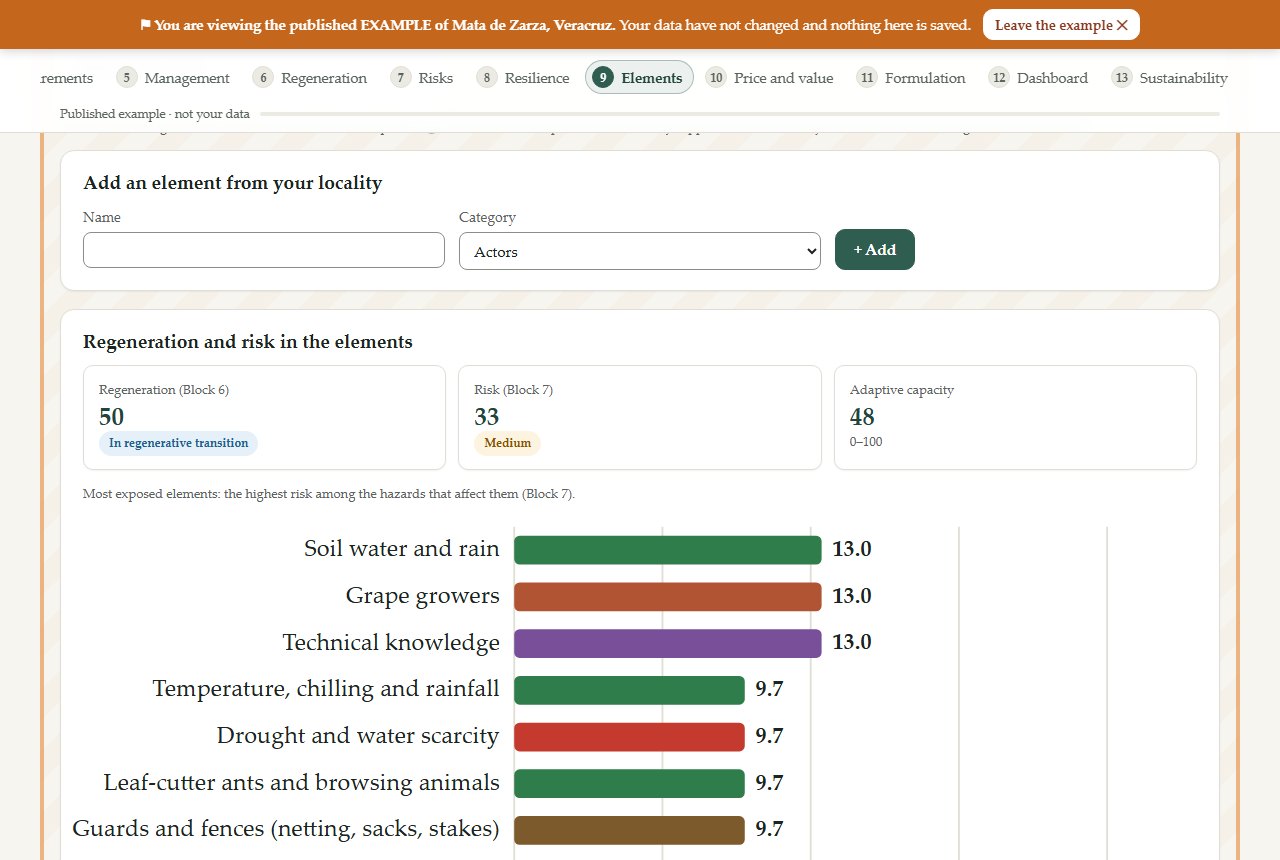 ⚑ You are viewing the published EXAMPLE of Mata de Zarza, Veracruz. Your data have not changed and nothing here is saved. Leave the example ✕
rements 5 Management 6 Regeneration 7 Risks 8 Resilience 9 Elements 10 Price and value 11 Formulation 12 Dashboard 13 Sustainability
Published example · not your data
Add an element from your locality
Name Category
Actors + Add
Regeneration and risk in the elements
Regeneration (Block 6) Risk (Block 7) Adaptive capacity
50 33 48
In regenerative transition Medium 0–100
Most exposed elements: the highest risk among the hazards that affect them (Block 7).
Soil water and rain 13.0
Grape growers 13.0
Technical knowledge 13.0
Temperature, chilling and rainfall 9.7
Drought and water scarcity 9.7
Leaf-cutter ants and browsing animals 9.7
Guards and fences (netting, sacks, stakes) 9.7